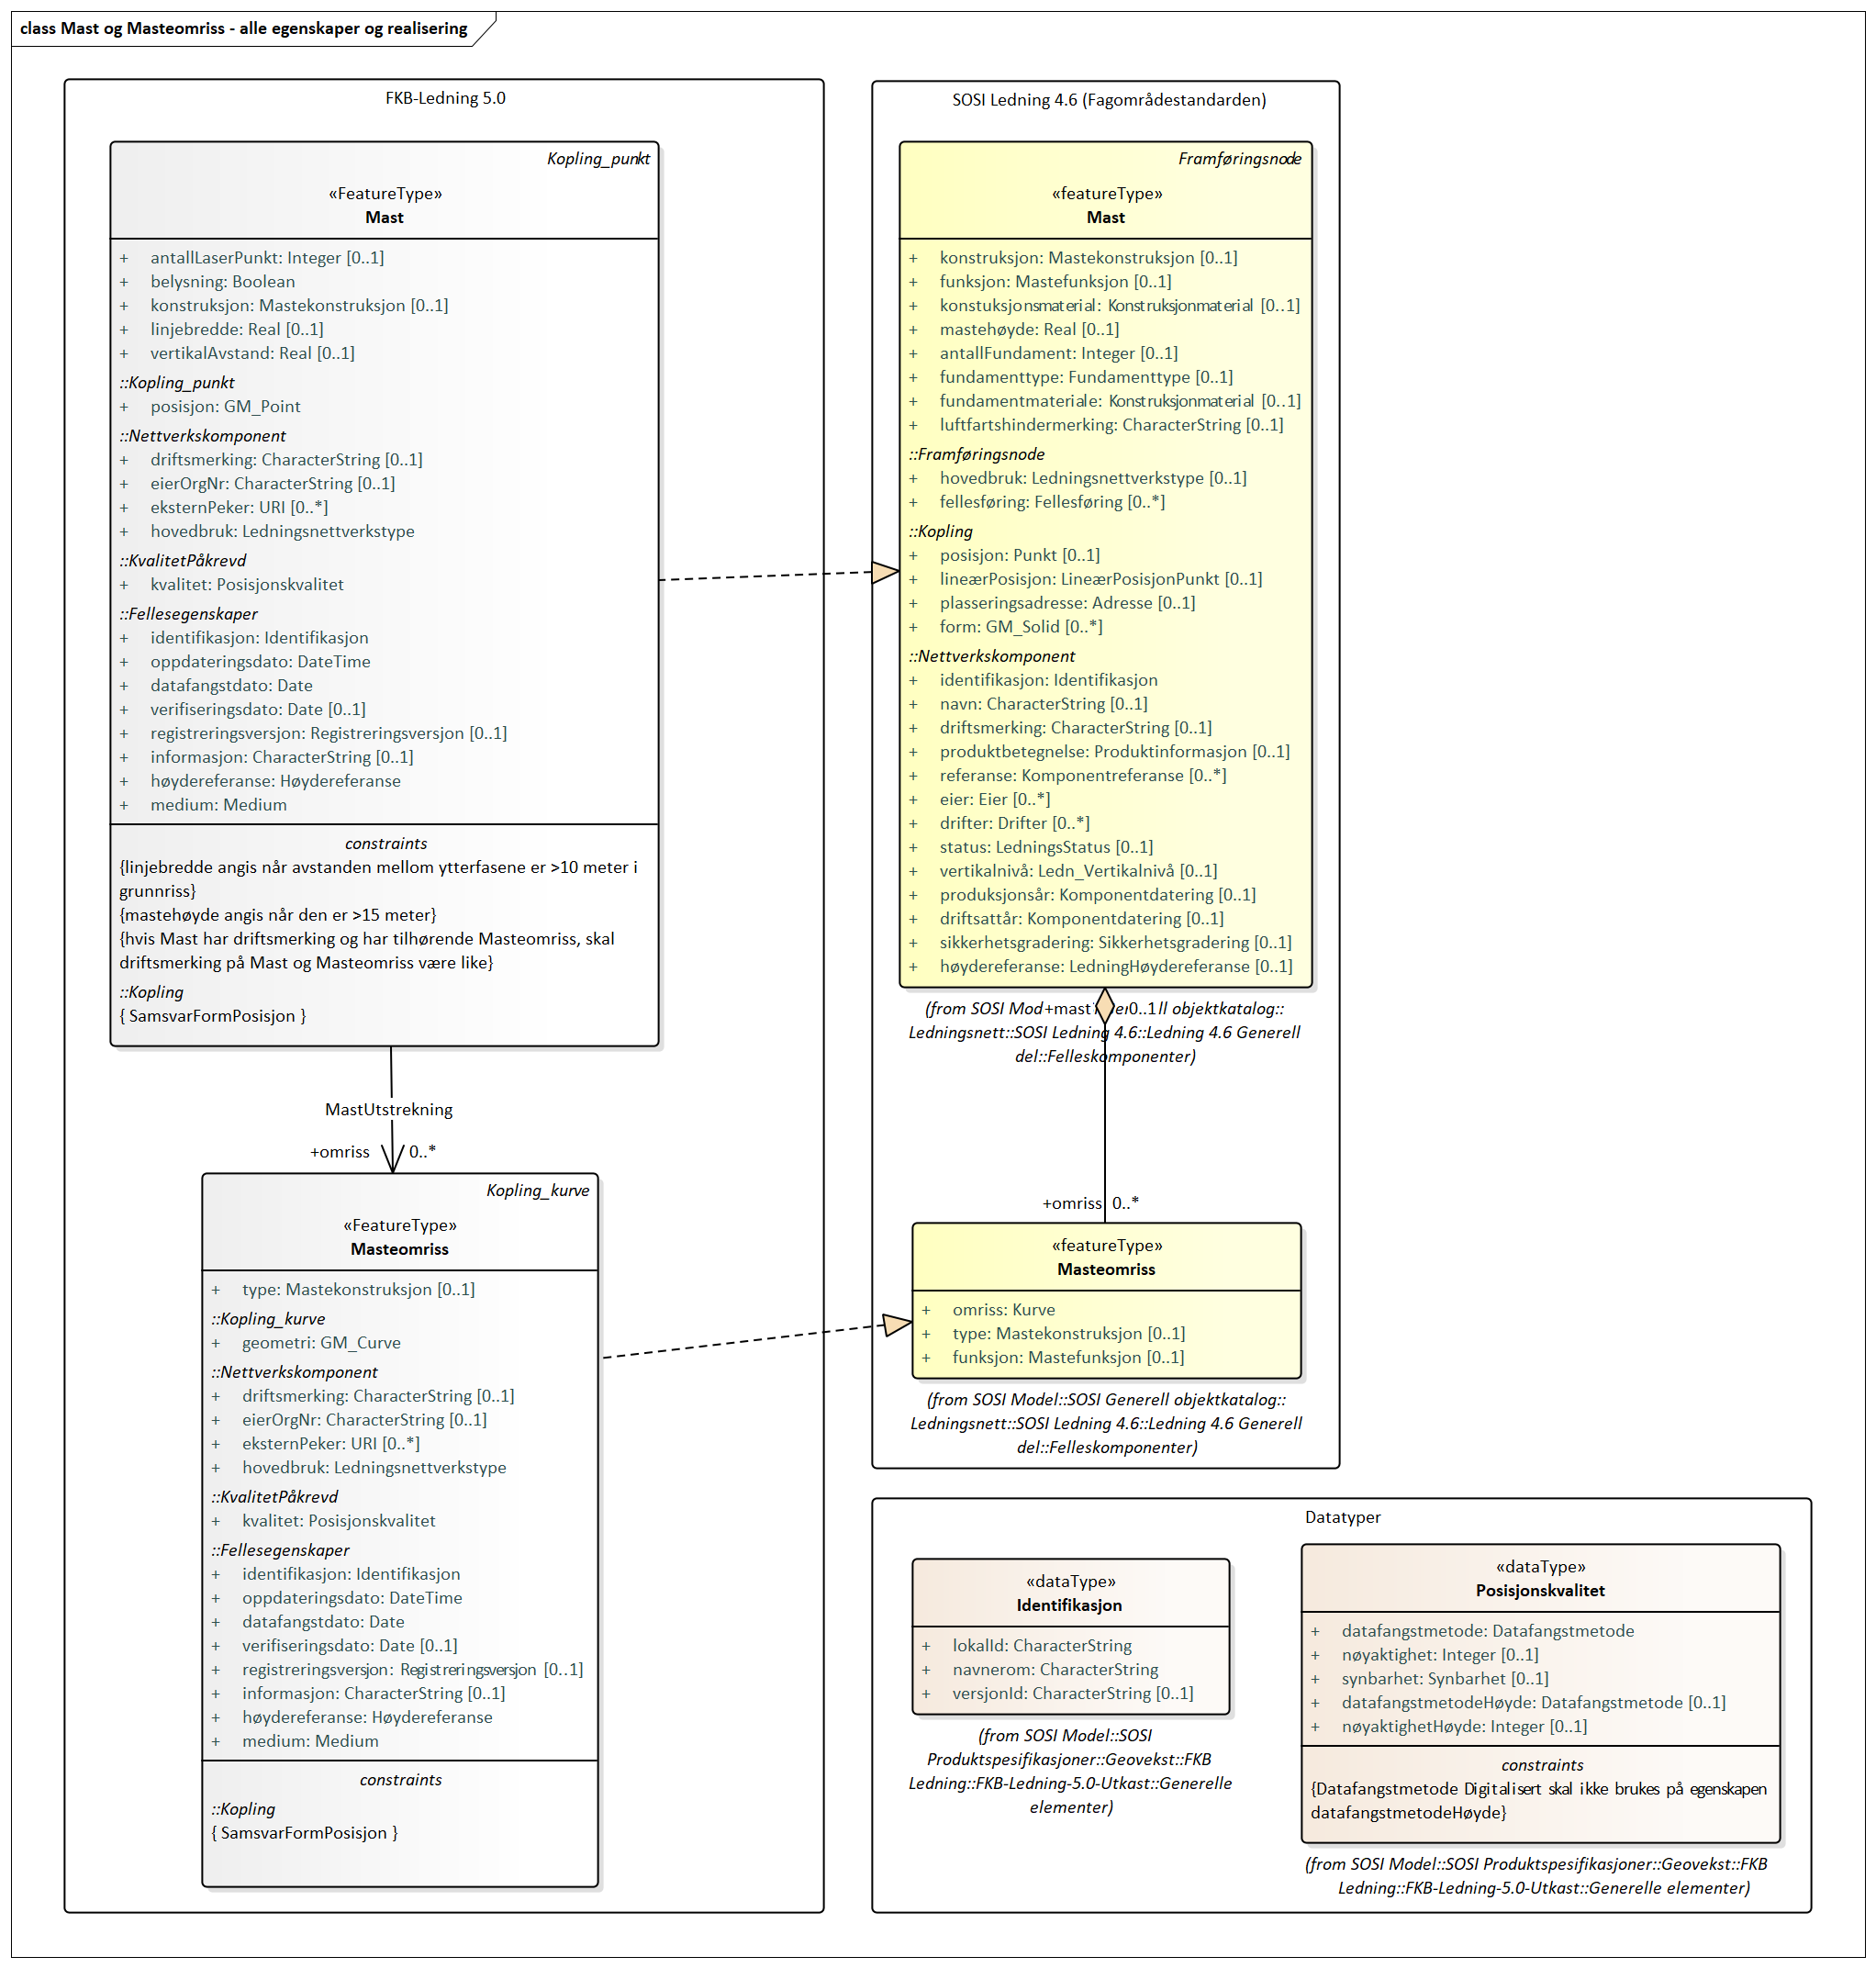 class Mast og Masteomriss - alle egenskaper og realisering
FKB-Ledning 5.0
Kopling_punkt
«FeatureType»
Mast
+ antallLaserPunkt: Integer [0..1]
+ belysning: Boolean
+ konstruksjon: Mastekonstruksjon [0..1]
+ linjebredde: Real [0..1]
+ vertikalAvstand: Real [0..1]
::Kopling_punkt
+ posisjon: GM_Point
::Nettverkskomponent
+ driftsmerking: CharacterString [0..1]
+ eierOrgNr: CharacterString [0..1]
+ eksternPeker: URI [0..*]
+ hovedbruk: Ledningsnettverkstype
::KvalitetPåkrevd
+ kvalitet: Posisjonskvalitet
::Fellesegenskaper
+ identifikasjon: Identifikasjon
+ oppdateringsdato: DateTime
+ datafangstdato: Date
+ verifiseringsdato: Date [0..1]
+ registreringsversjon: Registreringsversjon [0..1]
+ informasjon: CharacterString [0..1]
+ høydereferanse: Høydereferanse
+ medium: Medium
constraints
{linjebredde angis når avstanden mellom ytterfasene er >10 meter i
grunnriss}
{mastehøyde angis når den er >15 meter}
{hvis Mast har driftsmerking og har tilhørende Masteomriss, skal
driftsmerking på Mast og Masteomriss være like}
::Kopling
{ SamsvarFormPosisjon }
MastUtstrekning
+omriss 0..*
Kopling_kurve
«FeatureType»
Masteomriss
+ type: Mastekonstruksjon [0..1]
::Kopling_kurve
+ geometri: GM_Curve
::Nettverkskomponent
+ driftsmerking: CharacterString [0..1]
+ eierOrgNr: CharacterString [0..1]
+ eksternPeker: URI [0..*]
+ hovedbruk: Ledningsnettverkstype
::KvalitetPåkrevd
+ kvalitet: Posisjonskvalitet
::Fellesegenskaper
+ identifikasjon: Identifikasjon
+ oppdateringsdato: DateTime
+ datafangstdato: Date
+ verifiseringsdato: Date [0..1]
+ registreringsversjon: Registreringsversjon [0..1]
+ informasjon: CharacterString [0..1]
+ høydereferanse: Høydereferanse
+ medium: Medium
constraints
::Kopling
{ SamsvarFormPosisjon }
SOSI Ledning 4.6 (Fagområdestandarden)
Framføringsnode
«featureType»
Mast
+ konstruksjon: Mastekonstruksjon [0..1]
+ funksjon: Mastefunksjon [0..1]
+ konstuksjonsmaterial: Konstruksjonmaterial [0..1]
+ mastehøyde: Real [0..1]
+ antallFundament: Integer [0..1]
+ fundamenttype: Fundamenttype [0..1]
+ fundamentmateriale: Konstruksjonmaterial [0..1]
+ luftfartshindermerking: CharacterString [0..1]
::Framføringsnode
+ hovedbruk: Ledningsnettverkstype [0..1]
+ fellesføring: Fellesføring [0..*]
::Kopling
+ posisjon: Punkt [0..1]
+ lineærPosisjon: LineærPosisjonPunkt [0..1]
+ plasseringsadresse: Adresse [0..1]
+ form: GM_Solid [0..*]
::Nettverkskomponent
+ identifikasjon: Identifikasjon
+ navn: CharacterString [0..1]
+ driftsmerking: CharacterString [0..1]
+ produktbetegnelse: Produktinformasjon [0..1]
+ referanse: Komponentreferanse [0..*]
+ eier: Eier [0..*]
+ drifter: Drifter [0..*]
+ status: LedningsStatus [0..1]
+ vertikalnivå: Ledn_Vertikalnivå [0..1]
+ produksjonsår: Komponentdatering [0..1]
+ driftsattår: Komponentdatering [0..1]
+ sikkerhetsgradering: Sikkerhetsgradering [0..1]
+ høydereferanse: LedningHøydereferanse [0..1]
(from SOSI 0..1 objektkatalog::
Ledningsnett::SOSI Ledning 4.6::Ledning 4.6 Generell
del::Felleskomponenter)
+omriss 0..*
«featureType»
Masteomriss
+ omriss: Kurve
+ type: Mastekonstruksjon [0..1]
+ funksjon: Mastefunksjon [0..1]
(from SOSI Model::SOSI Generell objektkatalog::
Ledningsnett::SOSI Ledning 4.6::Ledning 4.6 Generell
del::Felleskomponenter)
Datatyper
«dataType»
Identifikasjon
+ lokalId: CharacterString
+ navnerom: CharacterString
+ versjonId: CharacterString [0..1]
(from SOSI Model::SOSI
Produktspesifikasjoner::Geovekst::FKB
Ledning::FKB-Ledning-5.0-Utkast::Generelle
elementer)
«dataType»
Posisjonskvalitet
+ datafangstmetode: Datafangstmetode
+ nøyaktighet: Integer [0..1]
+ synbarhet: Synbarhet [0..1]
+ datafangstmetodeHøyde: Datafangstmetode [0..1]
+ nøyaktighetHøyde: Integer [0..1]
constraints
{Datafangstmetode Digitalisert skal ikke brukes på egenskapen
datafangstmetodeHøyde}
(from SOSI Model::SOSI Produktspesifikasjoner::Geovekst::FKB
Ledning::FKB-Ledning-5.0-Utkast::Generelle elementer)